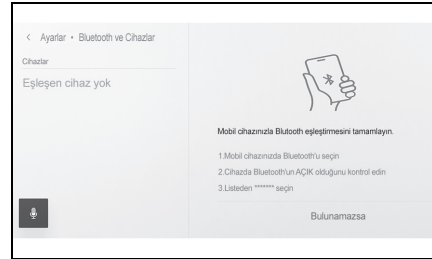 < Ayarlar • Bluetooth ve Cihazlar
Cihazlar
Eşleşen cihaz yok
Mobil cihazınızla Blutooth eşleştirmesini tamamlayın.
1.Mobil cihazınızda Bluetooth'u seçin
2.Cihazda Bluetooth'un AÇIK olduğunu kontrol edin
3.Listeden ******* seçin
Bulunamazsa